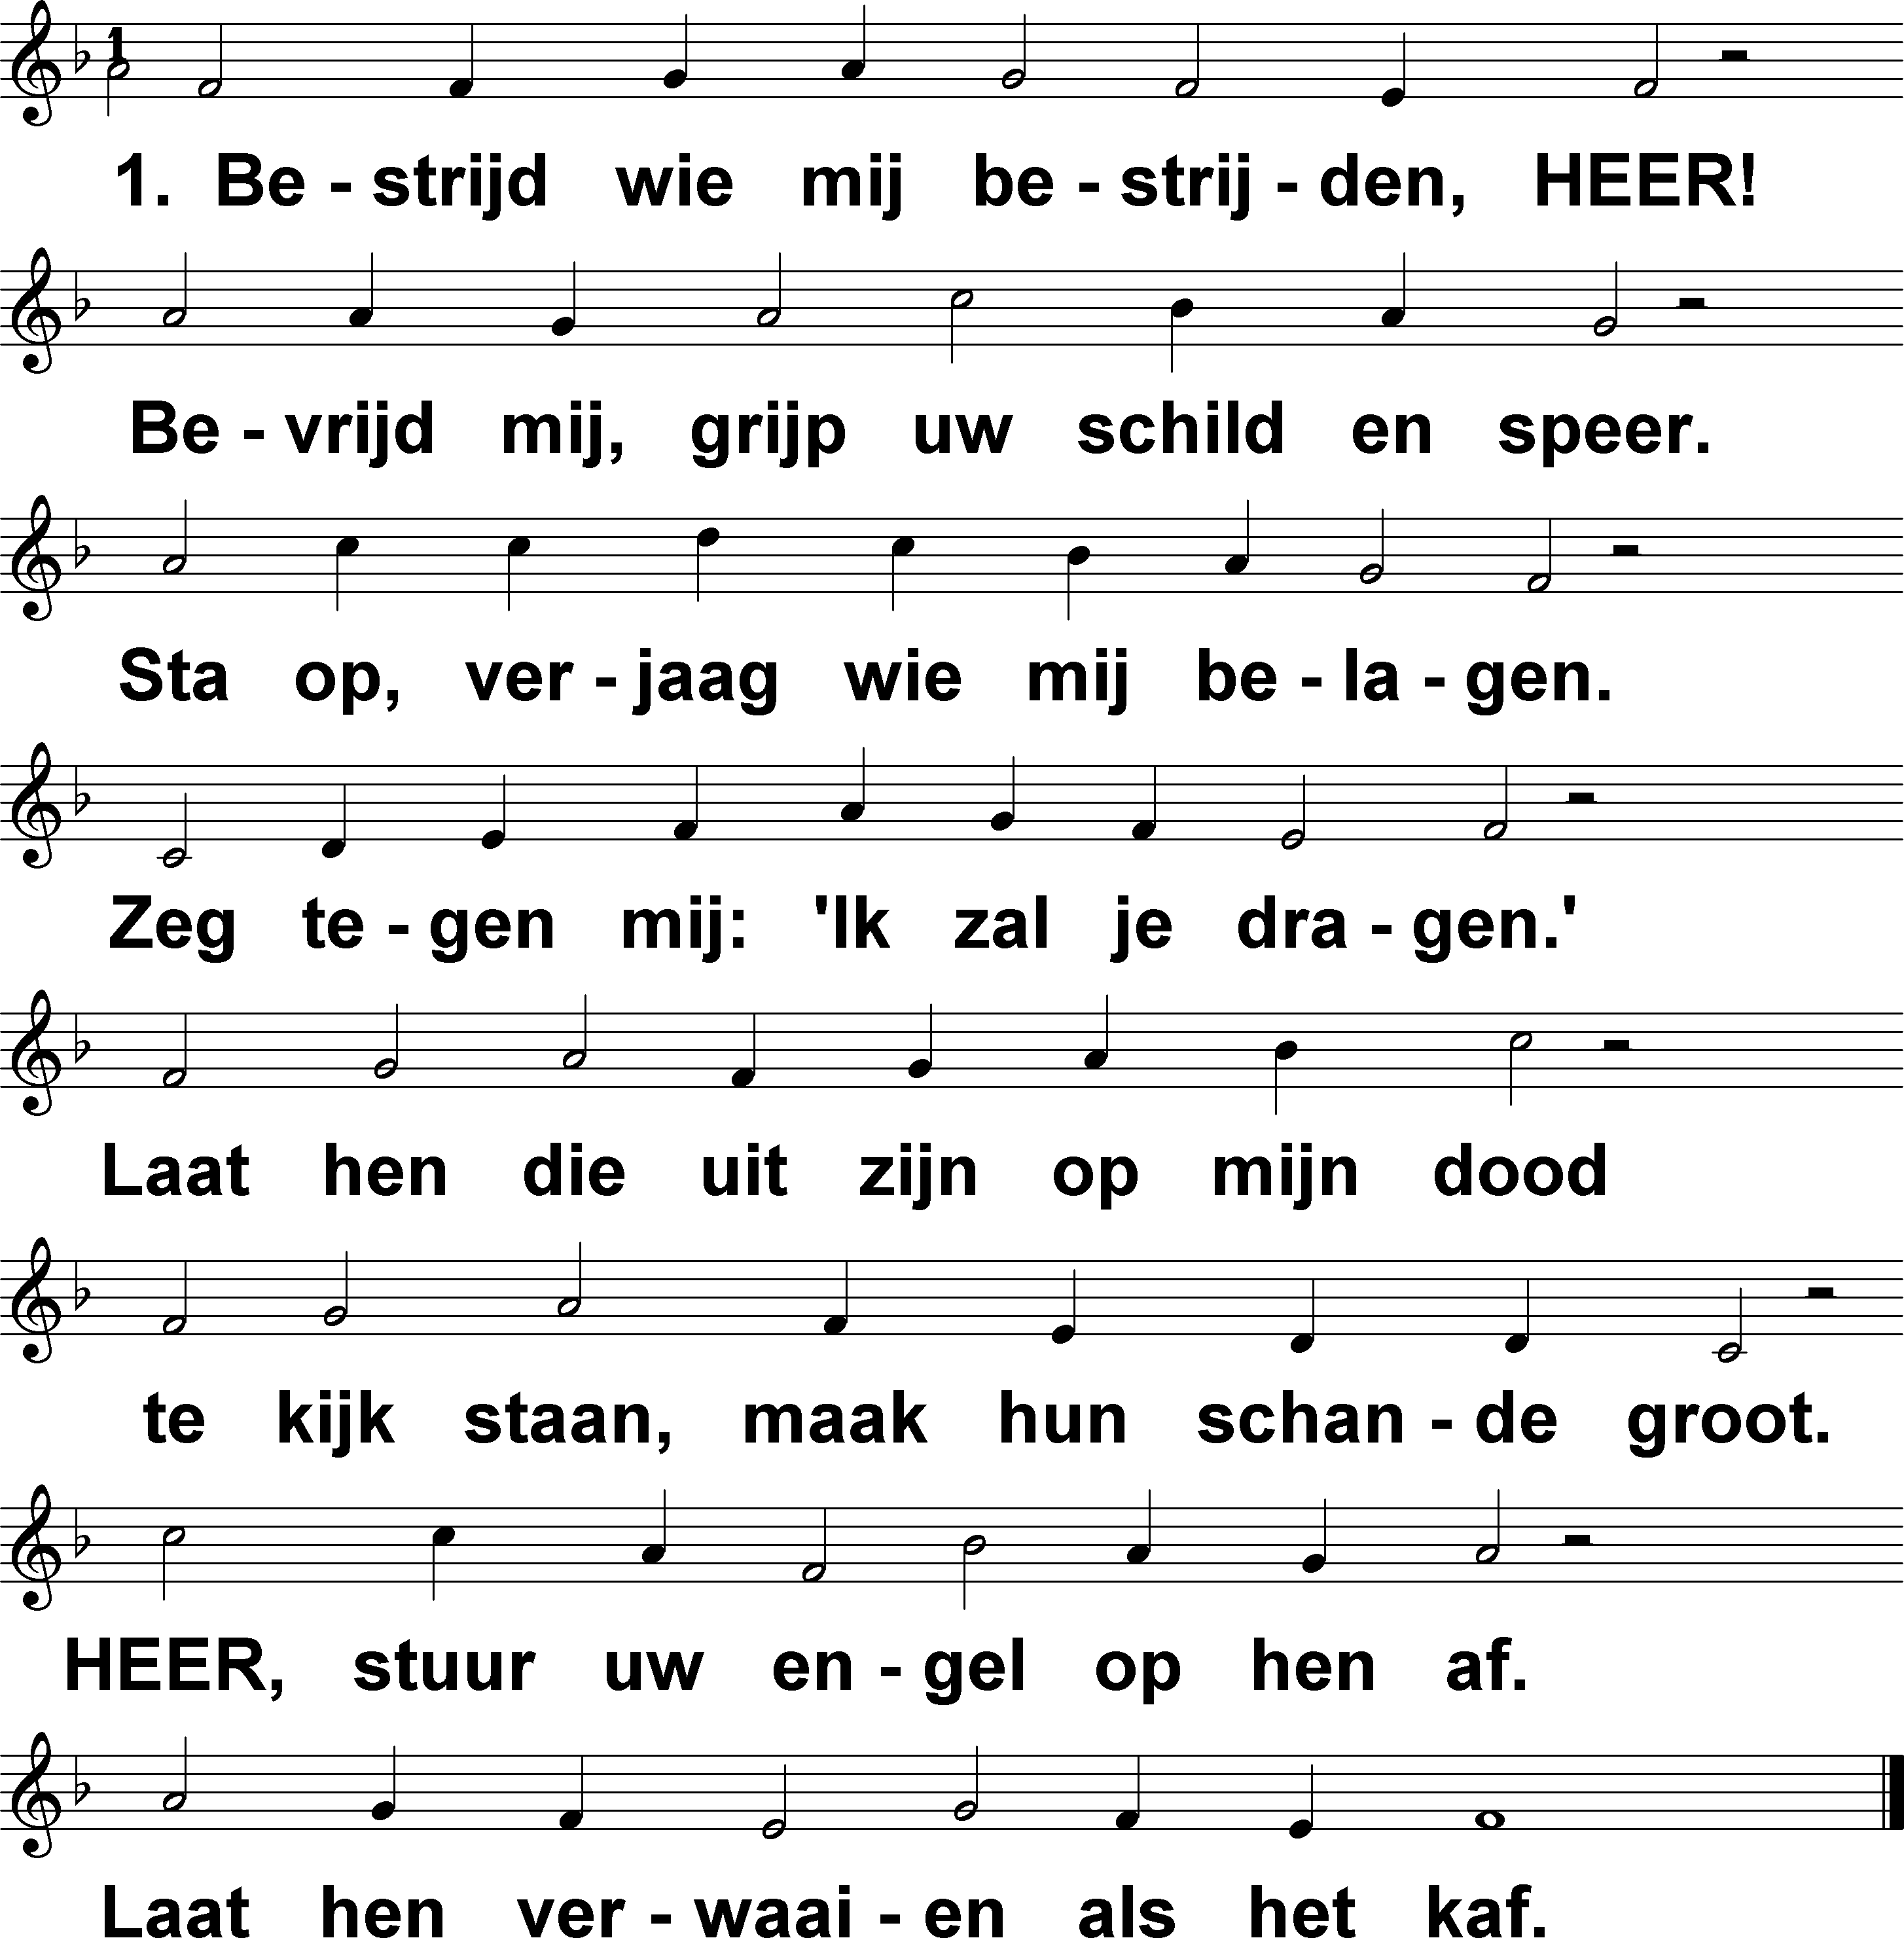 1. Be - strijd wie mij be - strij - den, HEER!
Be - vrijd mij, grijp uw schild en speer.
Sta op, ver - jaag wie mij be - la - gen.
Zeg te - gen mij: 'Ik zal je dra - gen.'
Laat hen die uit zijn op mijn dood
te kijk staan, maak hun schan - de groot.
HEER, stuur uw en - gel op hen af.
Laat hen ver - waai - en als het kaf.